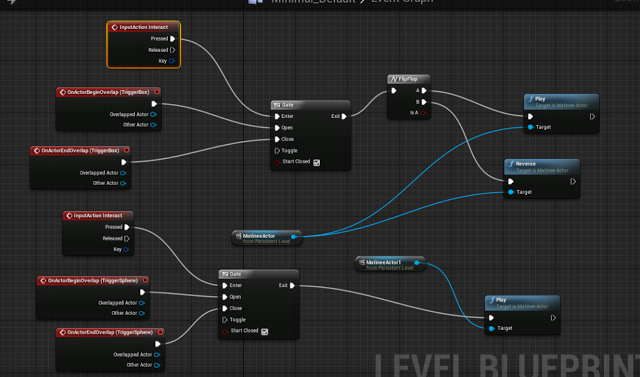 Minimal_Default > Event Graph
InputAction Interact
Pressed
Released
Key
OnActorBeginOverlap (TriggerBox)
Overlapped Actor
Other Actor
OnActorEndOverlap (TriggerBox)
Overlapped Actor
Other Actor
Gate
Enter
Exit
Open
Close
Toggle
Start Closed
FlipFlop
A
B
Is A
Play
Target is Matinee Actor
Target
Reverse
Target is Matinee Actor
Target
InputAction Interact
Pressed
Released
Key
MatineeActor
from Persistent Level
MatineeActor1
from Persistent Level
OnActorBeginOverlap (TriggerSphere)
Overlapped Actor
Other Actor
OnActorEndOverlap (TriggerSphere)
Overlapped Actor
Other Actor
Gate
Enter
Exit
Open
Close
Toggle
Start Closed
Play
Target is Matinee Actor
Target
LEVEL BLUEPRINT